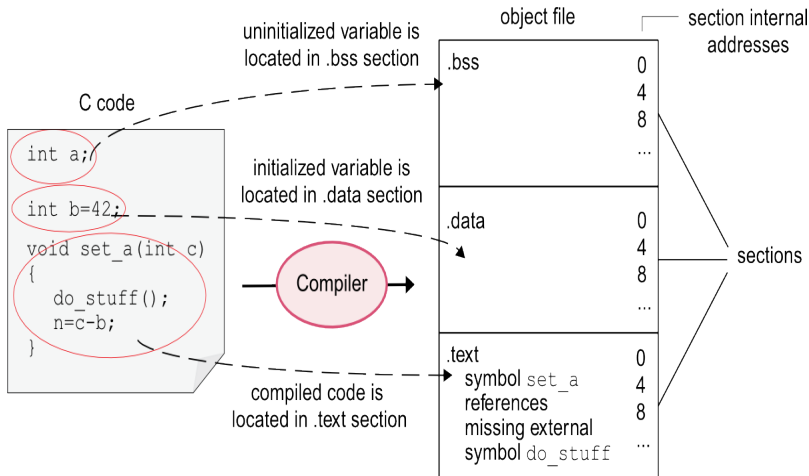 object file
section internal
addresses
uninitialized variable is
located in .bss section
.bss
0
4
8
...
C code
int a;
int b=42;
void set_a(int c)
{
do_stuff();
n=c-b;
}
initialized variable is
located in .data section
.data
0
4
8
...
sections
Compiler
compiled code is
located in .text section
.text
symbol set_a
references
missing external
symbol do_stuff
0
4
8
...